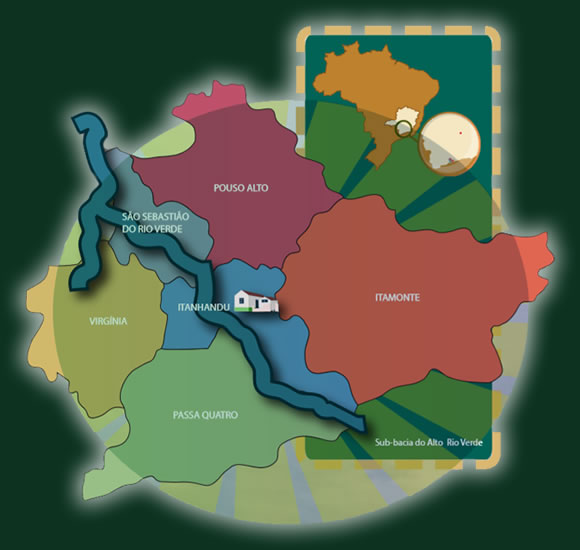 POUSO ALTO
SÃO SEBASTIÃO
DO RIO VERDE
ITAMONTE
ITANHANDU
VIRGÍNIA
PASSA QUATRO
Sub-bacia do Alto Rio Verde